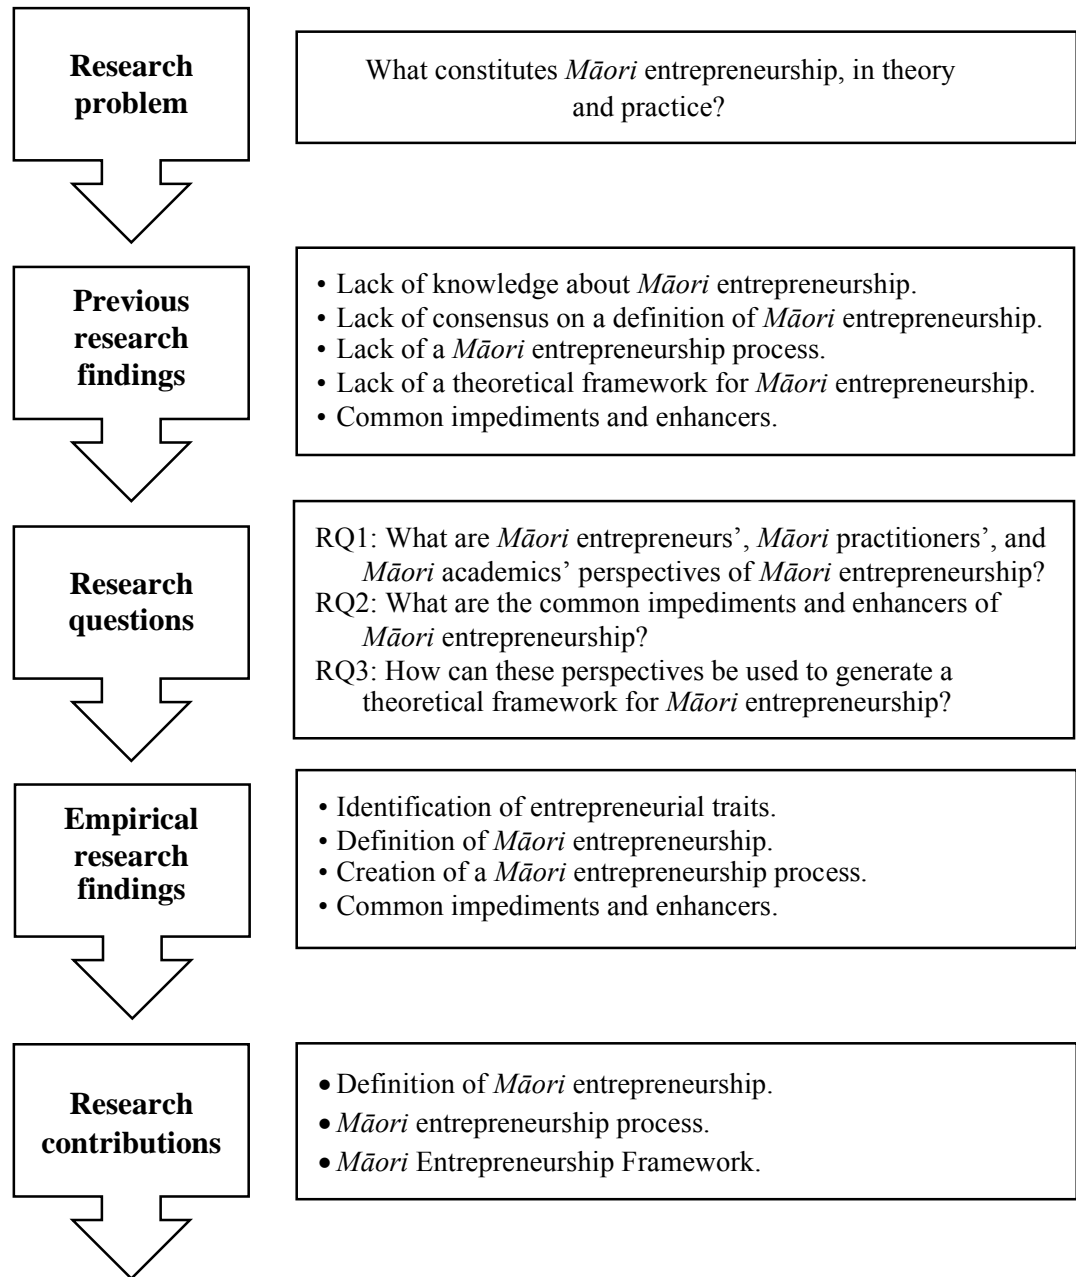 Research
problem
What constitutes Māori entrepreneurship, in theory
and practice?
Previous
research
findings
• Lack of knowledge about Māori entrepreneurship.
• Lack of consensus on a definition of Māori entrepreneurship.
• Lack of a Māori entrepreneurship process.
• Lack of a theoretical framework for Māori entrepreneurship.
• Common impediments and enhancers.
Research
questions
RQ1: What are Māori entrepreneurs’, Māori practitioners’, and
Māori academics’ perspectives of Māori entrepreneurship?
RQ2: What are the common impediments and enhancers of
Māori entrepreneurship?
RQ3: How can these perspectives be used to generate a
theoretical framework for Māori entrepreneurship?
Empirical
research
findings
• Identification of entrepreneurial traits.
• Definition of Māori entrepreneurship.
• Creation of a Māori entrepreneurship process.
• Common impediments and enhancers.
Research
contributions
• Definition of Māori entrepreneurship.
• Māori entrepreneurship process.
• Māori Entrepreneurship Framework.